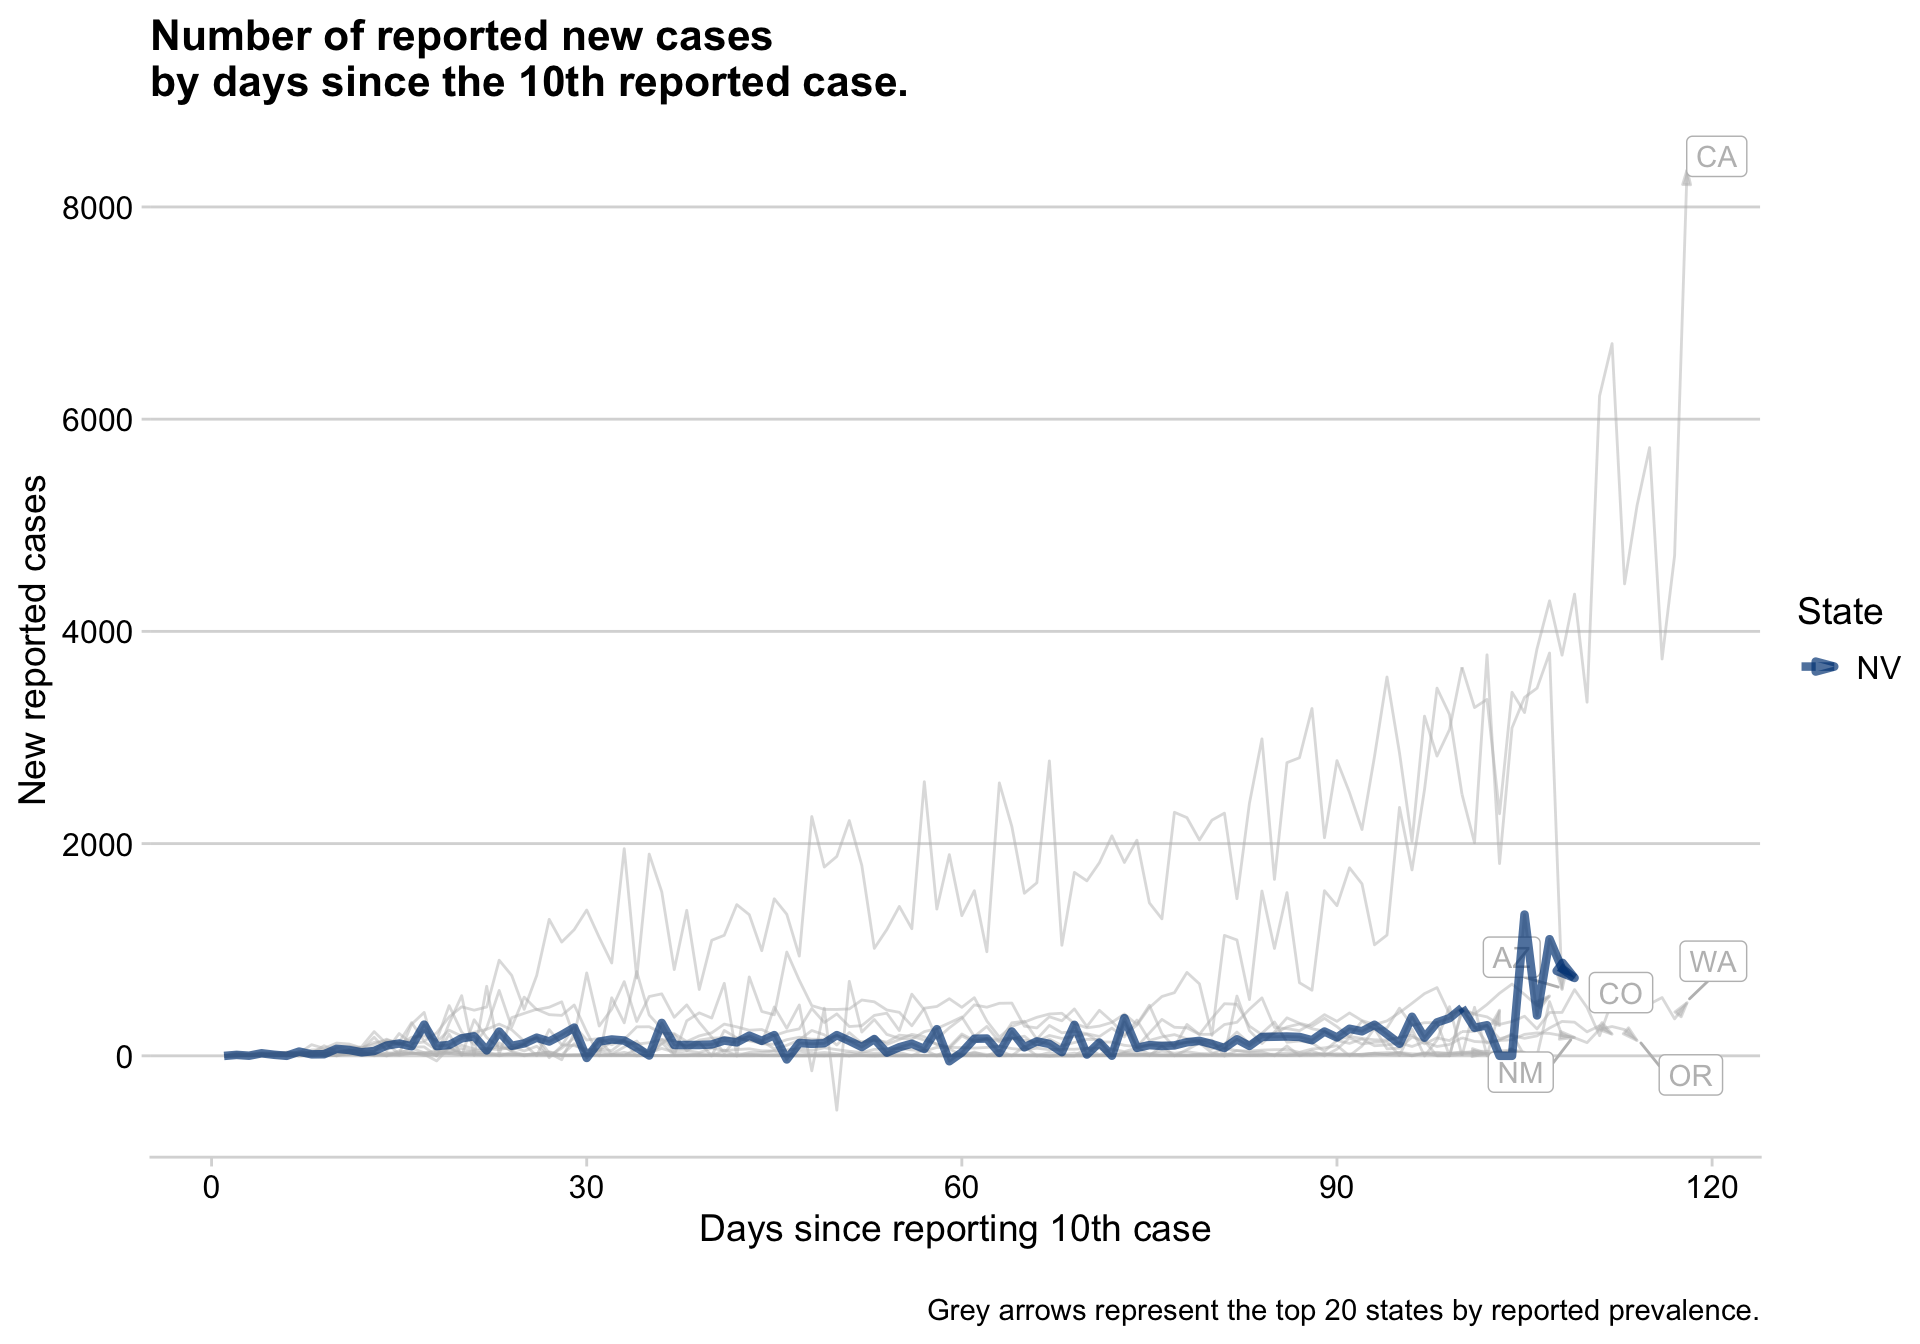 Number of reported new cases
by days since the 10th reported case.
New reported cases
8000
6000
4000
2000
0
CA
AZ
CO
WA
NM
OR
State
NV
0
30
60
90
120
Days since reporting 10th case
Grey arrows represent the top 20 states by reported prevalence.